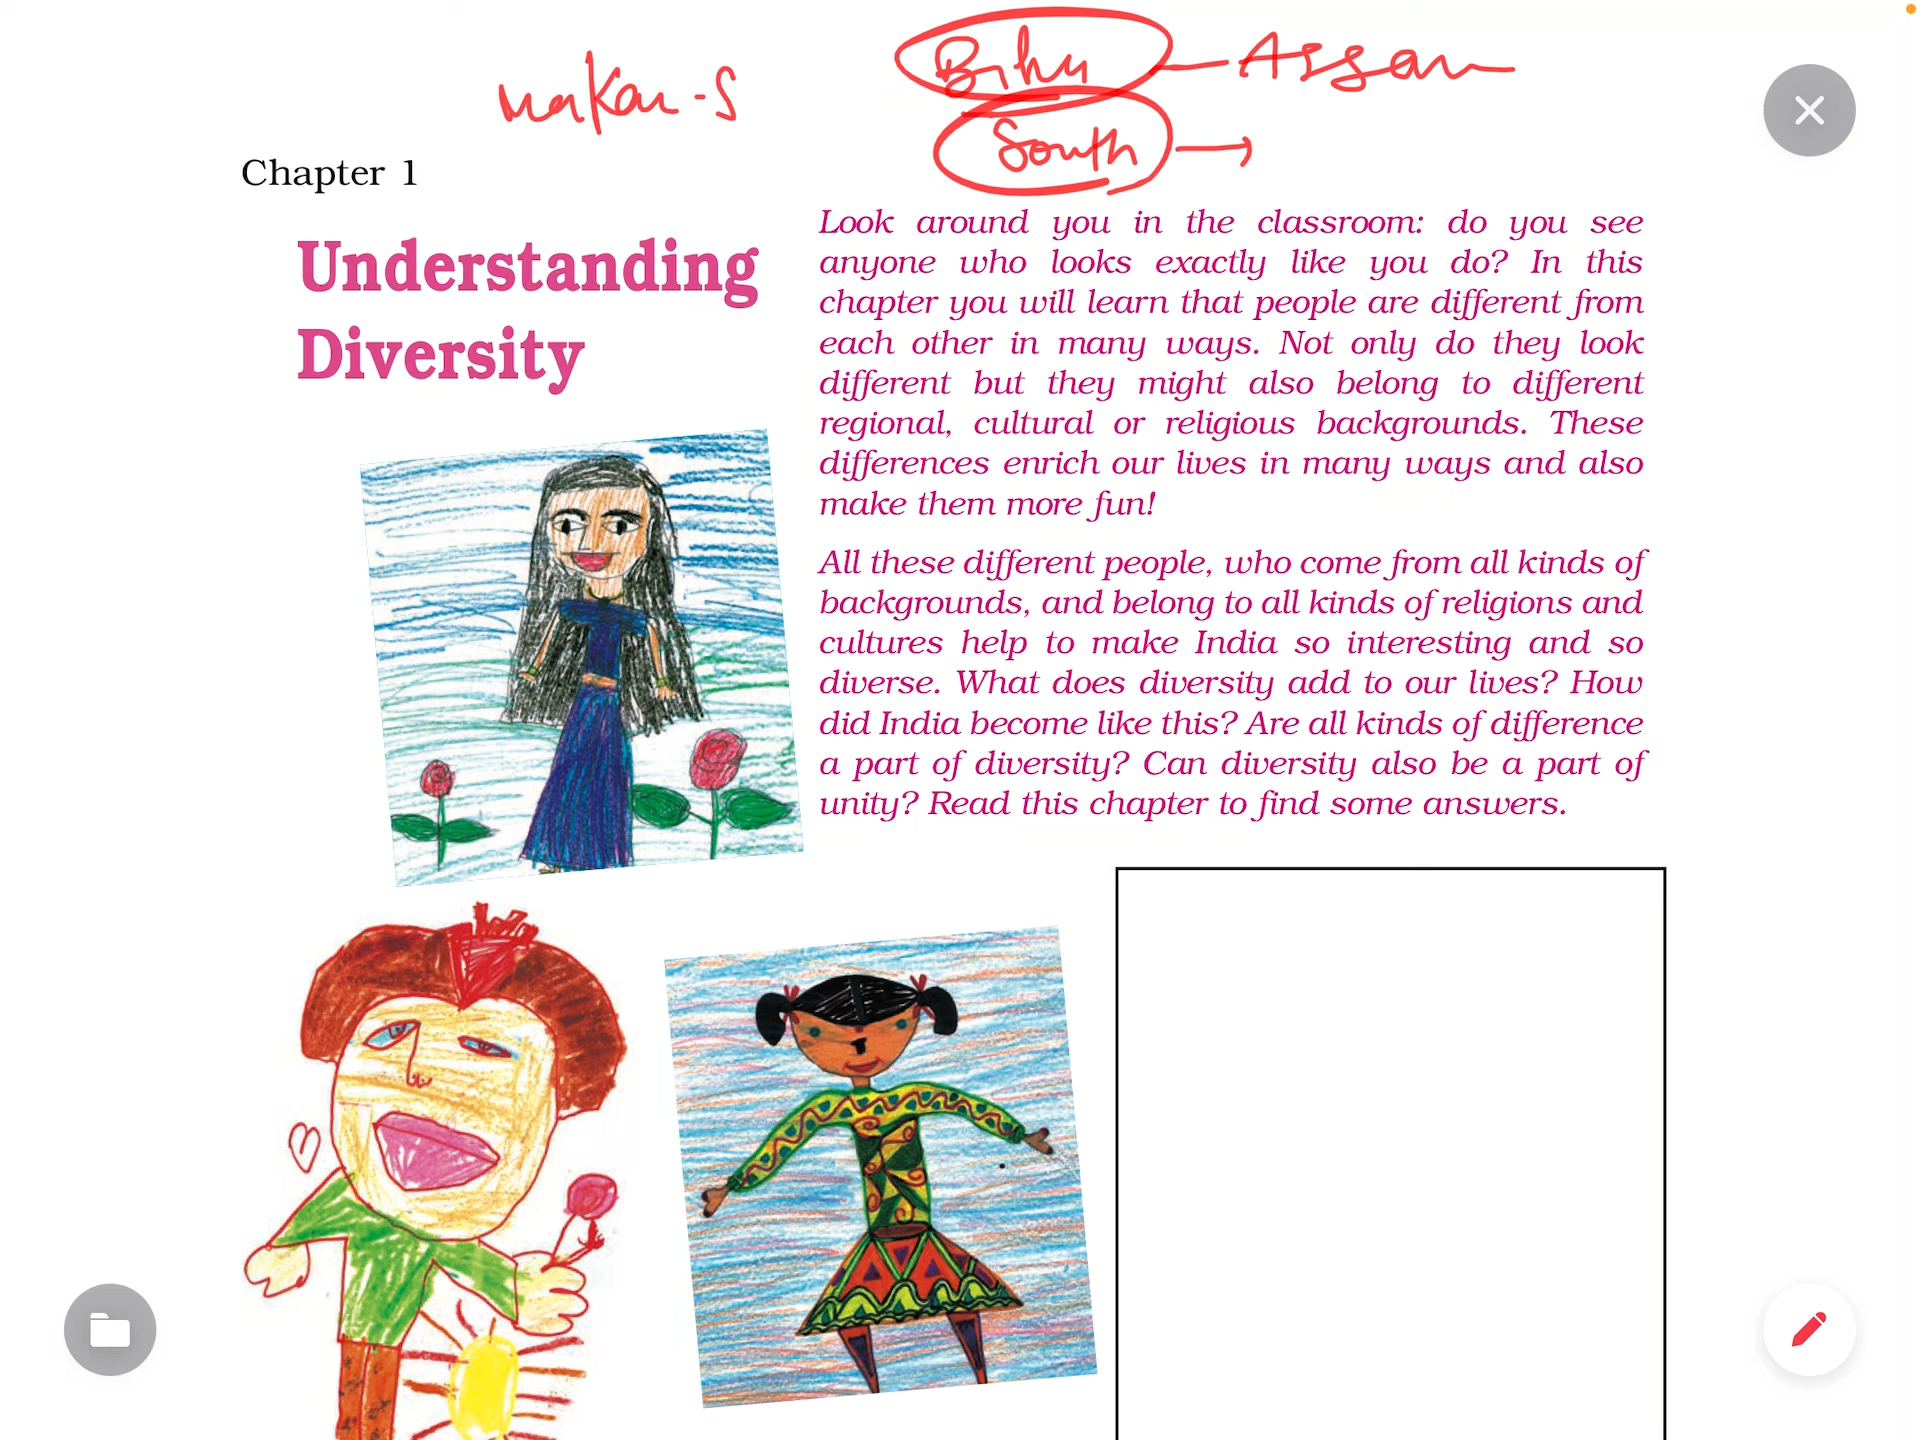 Makar-S
Bihu - Assam
South →
Chapter 1
Understanding
Diversity
Look around you in the classroom: do you see
anyone who looks exactly like you do? In this
chapter you will learn that people are different from
each other in many ways. Not only do they look
different but they might also belong to different
regional, cultural or religious backgrounds. These
differences enrich our lives in many ways and also
make them more fun!
All these different people, who come from all kinds of
backgrounds, and belong to all kinds of religions and
cultures help to make India so interesting and so
diverse. What does diversity add to our lives? How
did India become like this? Are all kinds of difference
a part of diversity? Can diversity also be a part of
unity? Read this chapter to find some answers.